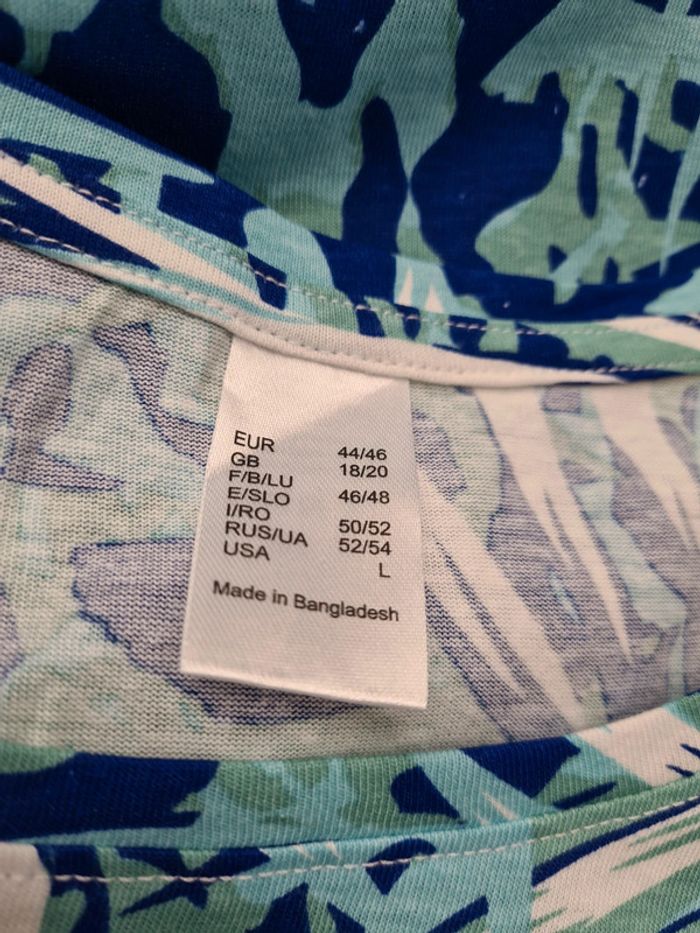 EUR 44/46
GB 18/20
F/B/LU 46/48
E/SLO
I/RO 50/52
RUS/UA 52/54
USA L
Made in Bangladesh